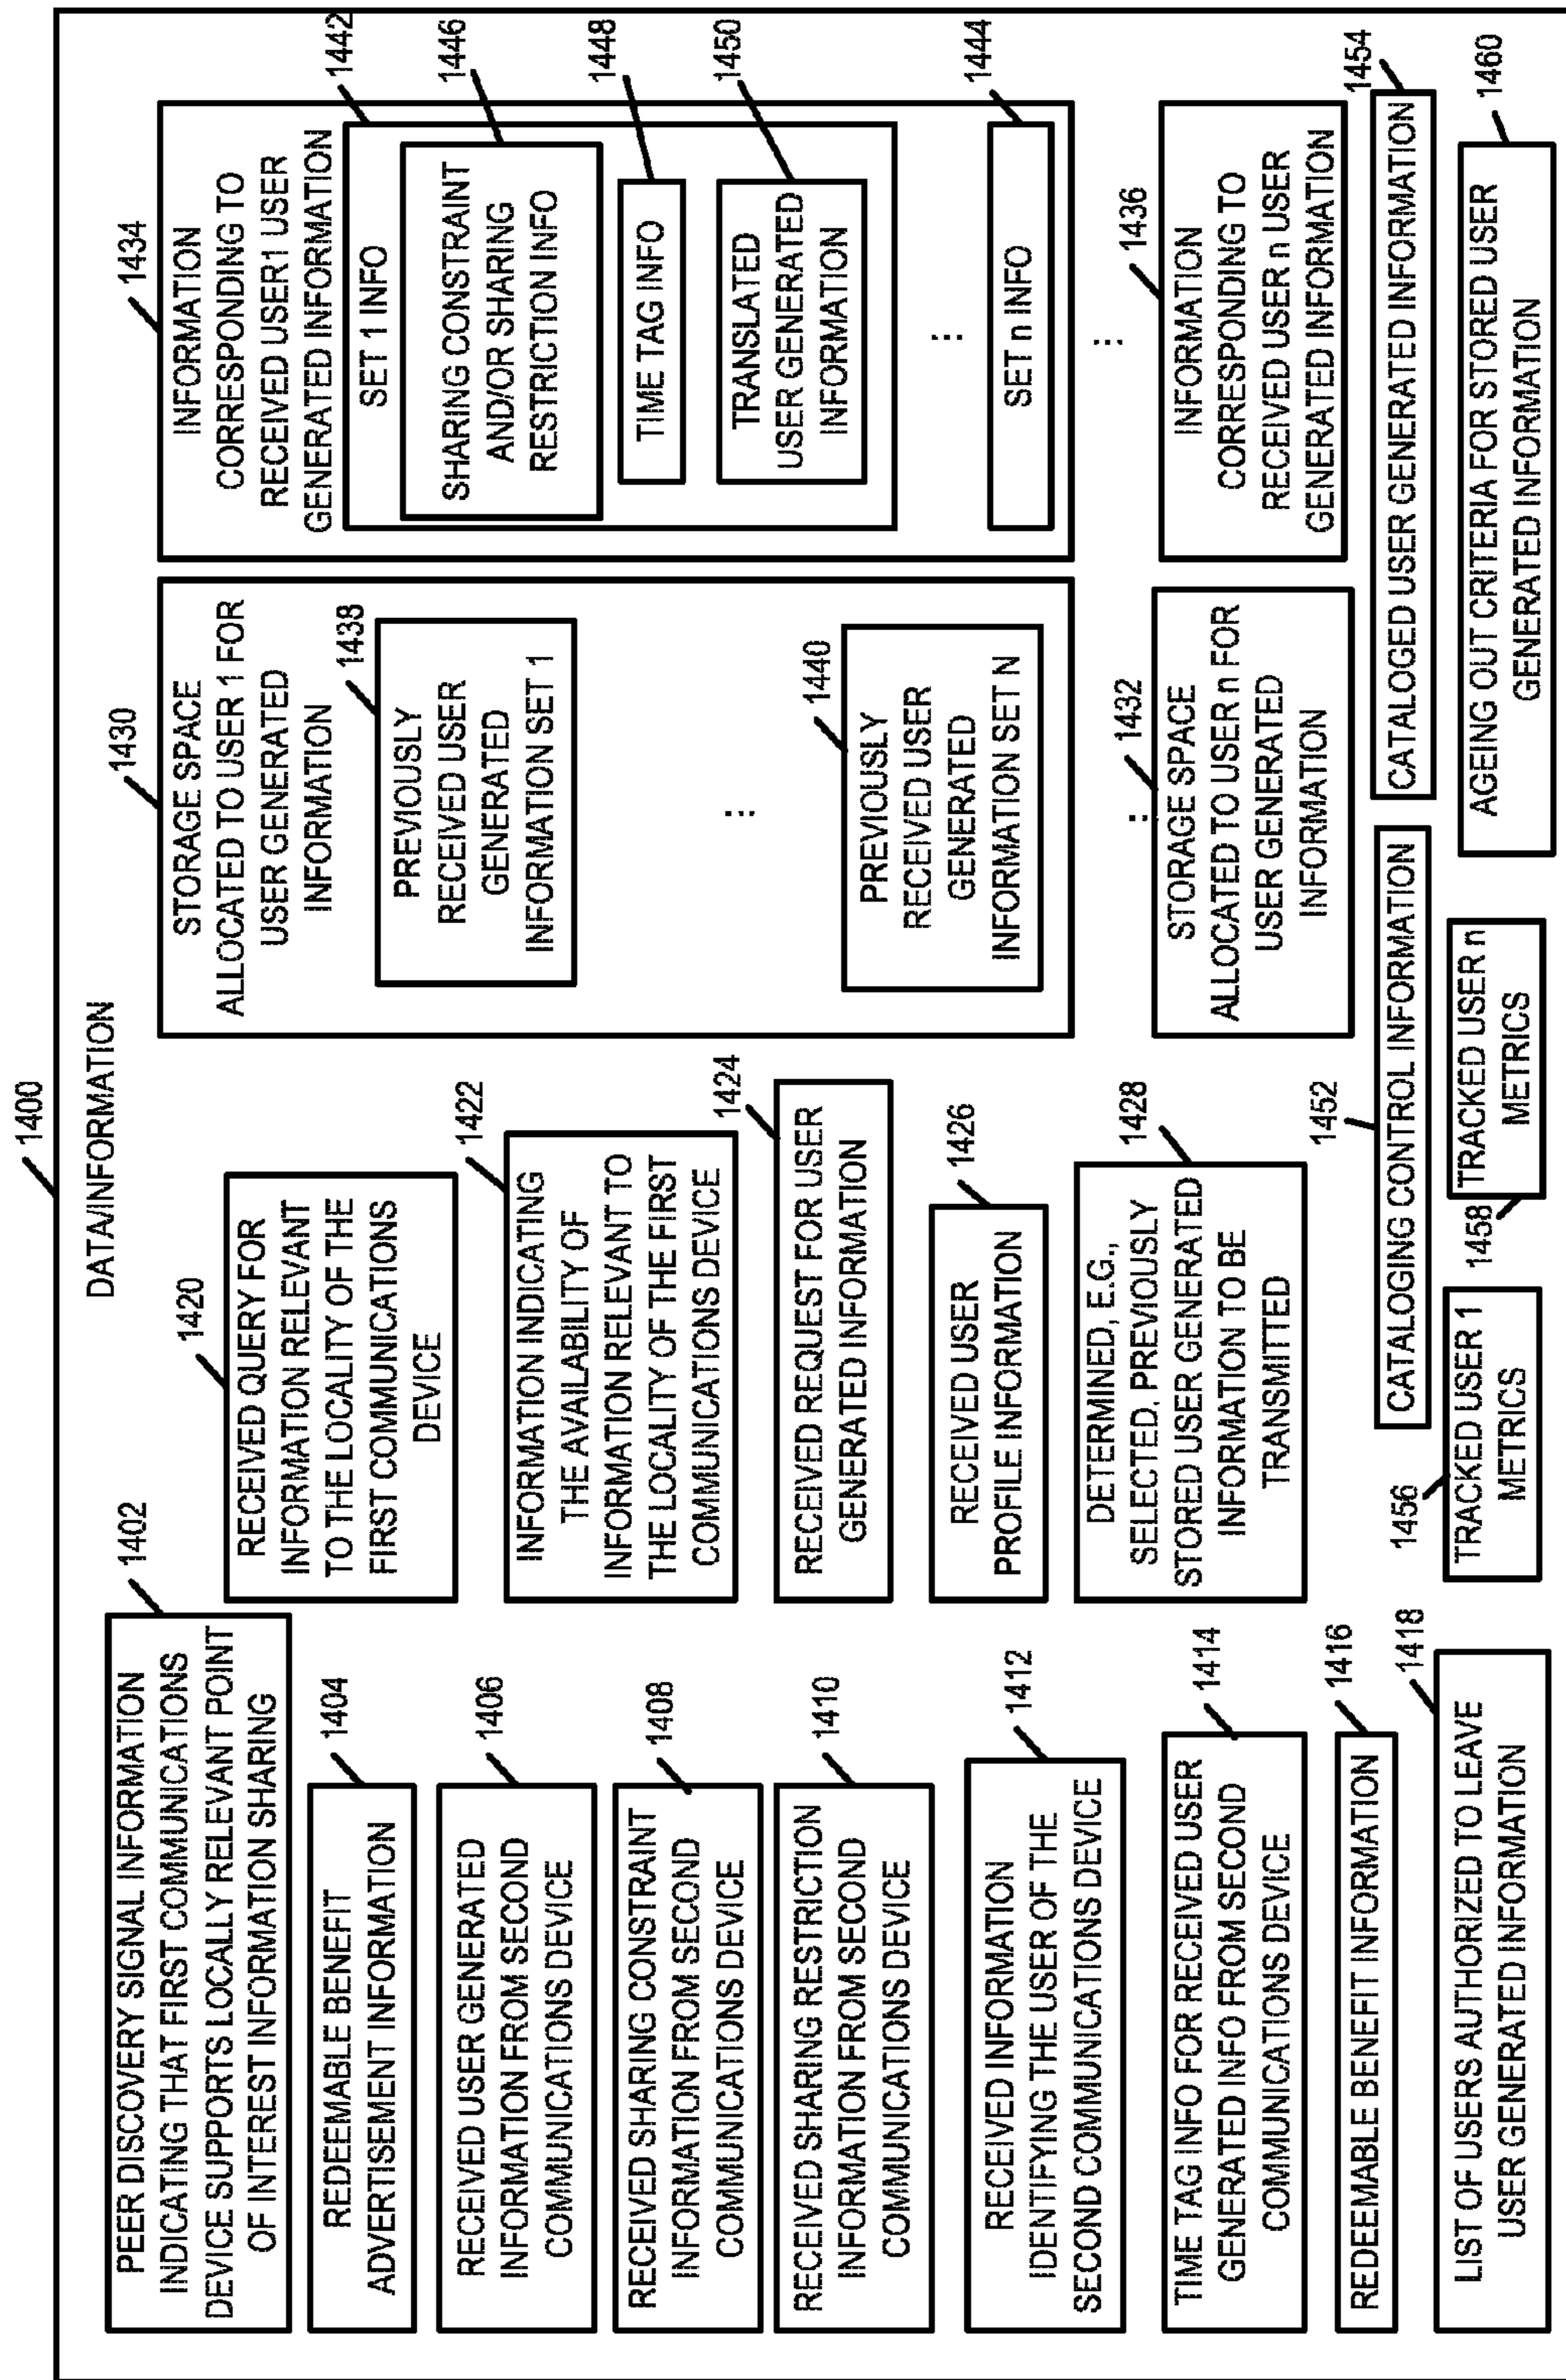 1400
DATA/INFORMATION
1402
PEER DISCOVERY SIGNAL INFORMATION
INDICATING THAT FIRST COMMUNICATIONS
DEVICE SUPPORTS LOCALLY RELEVANT POINT
OF INTEREST INFORMATION SHARING
1404
REDEEMABLE BENEFIT
ADVERTISEMENT INFORMATION
1406
RECEIVED USER GENERATED
INFORMATION FROM SECOND
COMMUNICATIONS DEVICE
1408
RECEIVED SHARING CONSTRAINT
INFORMATION FROM SECOND
COMMUNICATIONS DEVICE
1410
RECEIVED SHARING RESTRICTION
INFORMATION FROM SECOND
COMMUNICATIONS DEVICE
1412
RECEIVED INFORMATION
IDENTIFYING THE USER OF THE
SECOND COMMUNICATIONS DEVICE
1414
TIME TAG INFO FOR RECEIVED USER
GENERATED INFO FROM SECOND
COMMUNICATIONS DEVICE
1416
REDEEMABLE BENEFIT INFORMATION
1418
LIST OF USERS AUTHORIZED TO LEAVE
USER GENERATED INFORMATION
1420
RECEIVED QUERY FOR
INFORMATION RELEVANT
TO THE LOCALITY OF THE
FIRST COMMUNICATIONS
DEVICE
1422
INFORMATION INDICATING
THE AVAILABILITY OF
INFORMATION RELEVANT TO
THE LOCALITY OF THE FIRST
COMMUNICATIONS DEVICE
1424
RECEIVED REQUEST FOR USER
GENERATED INFORMATION
1426
RECEIVED USER
PROFILE INFORMATION
1428
DETERMINED, E.G.,
SELECTED, PREVIOUSLY
STORED USER GENERATED
INFORMATION TO BE
TRANSMITTED
1430
STORAGE SPACE
ALLOCATED TO USER 1 FOR
USER GENERATED
INFORMATION
1438
PREVIOUSLY
RECEIVED USER
GENERATED
INFORMATION SET 1
...
1440
PREVIOUSLY
RECEIVED USER
GENERATED
INFORMATION SET N
...
1432
STORAGE SPACE
ALLOCATED TO USER n FOR
USER GENERATED
INFORMATION
1434
INFORMATION
CORRESPONDING TO
RECEIVED USER1 USER
GENERATED INFORMATION
1442
SET 1 INFO
1446
SHARING CONSTRAINT
AND/OR SHARING
RESTRICTION INFO
1448
TIME TAG INFO
1450
TRANSLATED
USER GENERATED
INFORMATION
...
1444
SET n INFO
...
1436
INFORMATION
CORRESPONDING TO
RECEIVED USER n USER
GENERATED INFORMATION
1452
CATALOGING CONTROL INFORMATION
1454
CATALOGED USER GENERATED INFORMATION
1456
TRACKED USER 1
METRICS
1458
TRACKED USER n
METRICS
1460
AGEING OUT CRITERIA FOR STORED USER
GENERATED INFORMATION